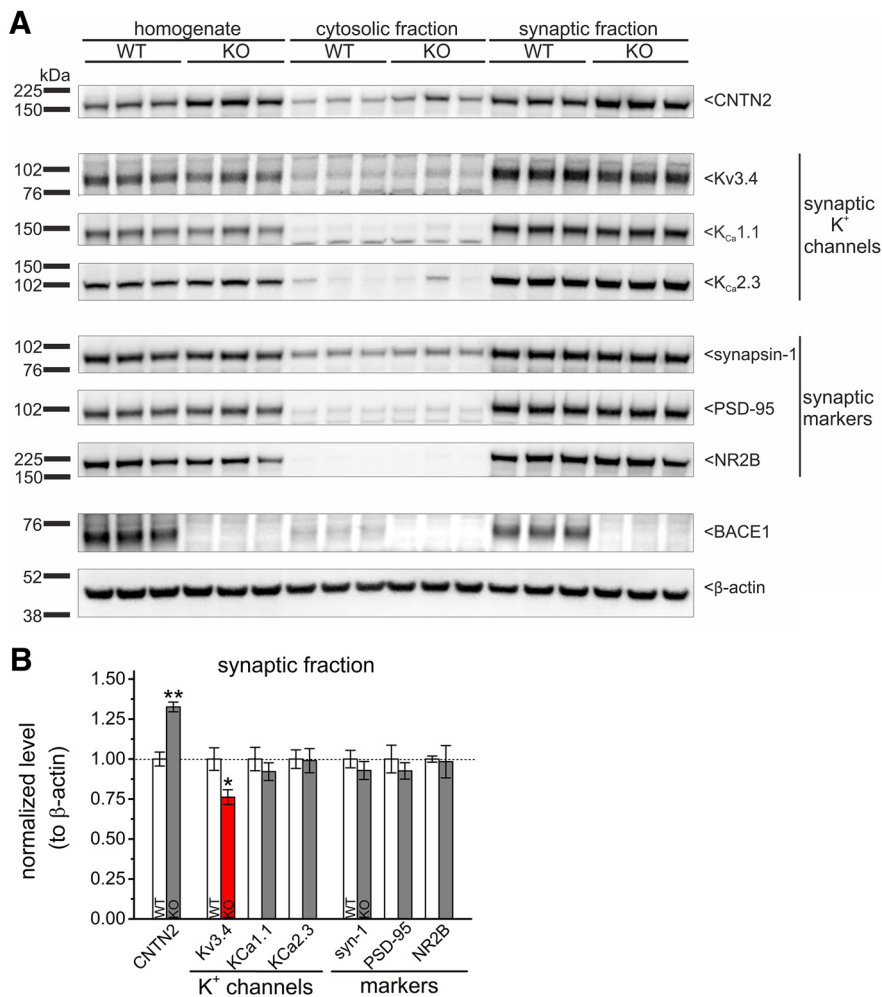 A
homogenate cytosolic fraction synaptic fraction
WT KO WT KO WT KO
kDa
225
150
<CNTN2
102
76
<Kv3.4
150
<KCa1.1
150
102
<KCa2.3
synaptic
K+
channels
102
76
<synapsin-1
102
<PSD-95
225
150
<NR2B
synaptic
markers
76
<BACE1
52
38
<β-actin
B
synaptic fraction
normalized level
(to β-actin)
1.50
1.25
1.00
0.75
0.50
0.25
0.00
**
*
WT KO WT KO WT KO
CNTN2 Kv3.4 KCa1.1 KCa2.3 syn-1 PSD-95 NR2B
K+ channels markers